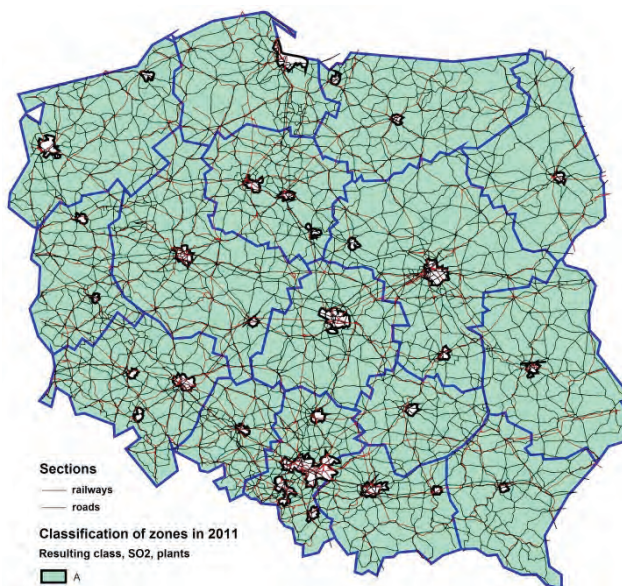 Sections
railways
roads
Classification of zones in 2011
Resulting class, SO2, plants
A